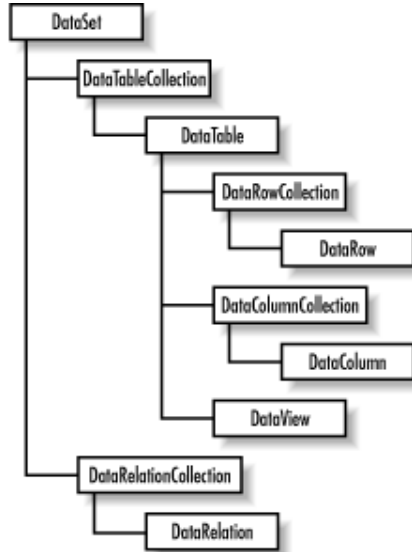 DataSet
DataTableCollection
DataTable
DataRowCollection
DataRow
DataColumnCollection
DataColumn
DataView
DataRelationCollection
DataRelation